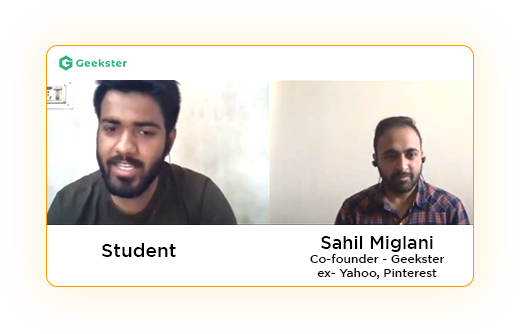 Geekster
Student
Sahil Miglani
Co-founder - Geekster
ex- Yahoo, Pinterest